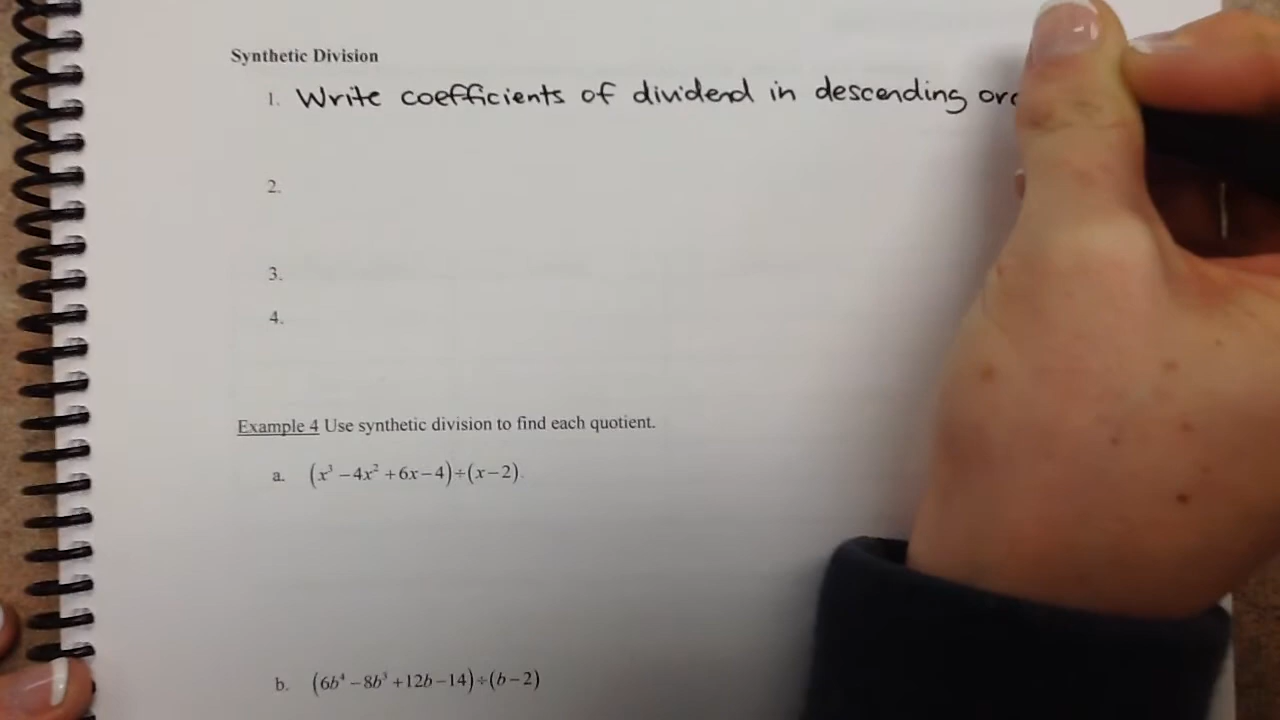 Synthetic Division
1. Write coefficients of dividend in descending
2.
3.
4.
Example 4 Use synthetic division to find each quotient.
a. (x³ – 4x² + 6x – 4) ÷ (x – 2).
b. (6b⁴ – 8b³ + 12b – 14) ÷ (b – 2)